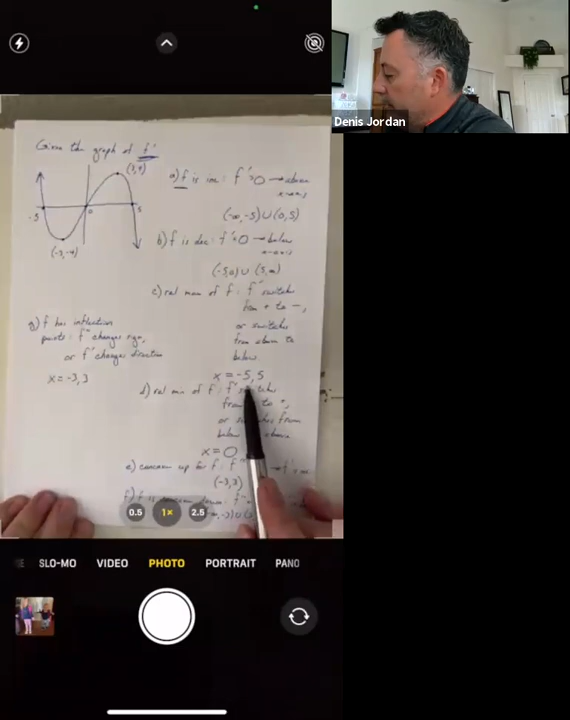 Denis Jordan
Given the graph of f'
(3,4)
-5
0
5
(-3,-4)
a) f is inc: f'>0 → above
x-axis
(-∞,-5)∪(0,5)
b) f is dec: f'<0 → below
x-axis
(-5,0)∪(5,∞)
c) rel max of f: f' switches
from + to -,
or switches
from above to
below
x = -5,5
d) rel min of f: f' switches
from to +,
or switches from
below above
x = 0
e) concave up for f: f"
(-3,3)
f) f is concave down: f"
g) f has inflection
points: f" changes sign,
or f' changes direction
x = -3,3
0.5 1× 2.5
SLO-MO VIDEO PHOTO PORTRAIT PANO